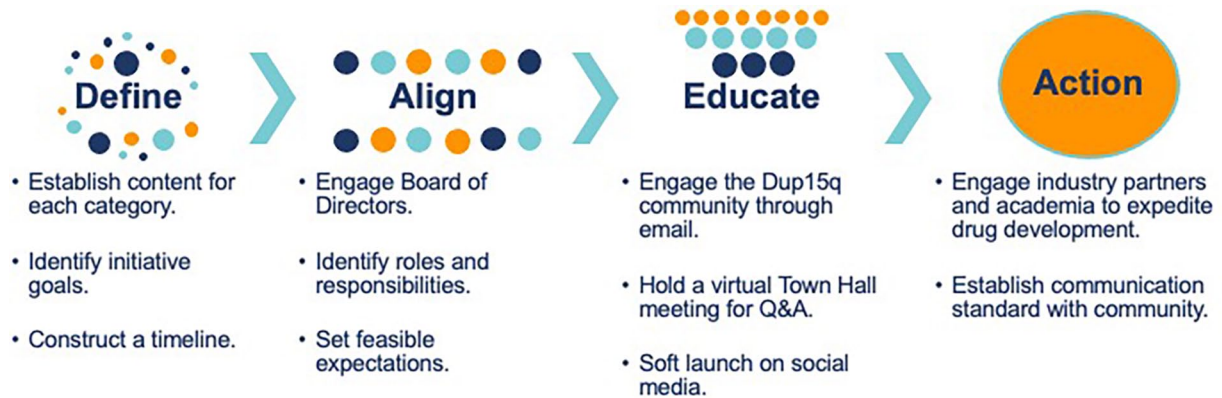 Define
• Establish content for
each category.
• Identify initiative
goals.
• Construct a timeline.
Align
• Engage Board of
Directors.
• Identify roles and
responsibilities.
• Set feasible
expectations.
Educate
• Engage the Dup15q
community through
email.
• Hold a virtual Town Hall
meeting for Q&A.
• Soft launch on social
media.
Action
• Engage industry partners
and academia to expedite
drug development.
• Establish communication
standard with community.